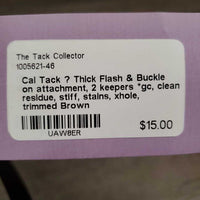 The Tack Collector
1005621-46
Cal Tack ? Thick Flash & Buckle
on attachment, 2 keepers *gc, clean
residue, stiff, stains, xhole,
trimmed Brown
UAW8ER
$15.00